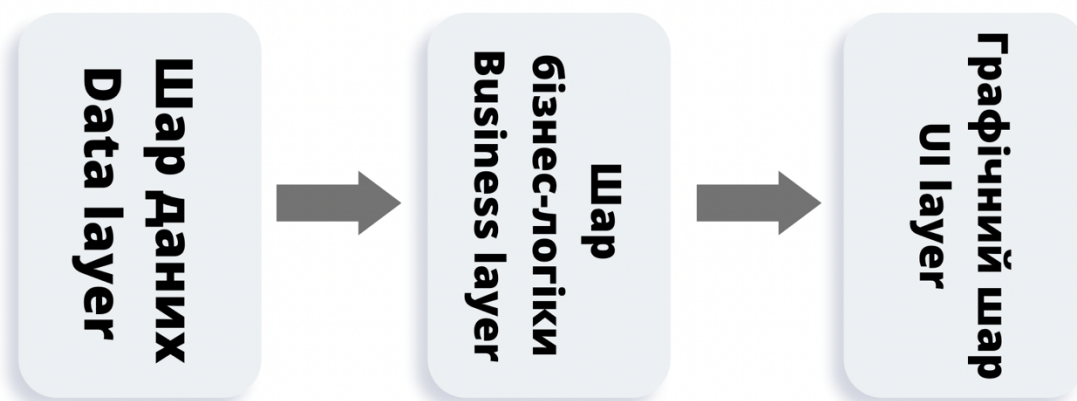 Шар даних
Data layer
Шар
бізнес-логіки
Business layer
Графічний шар
UI layer